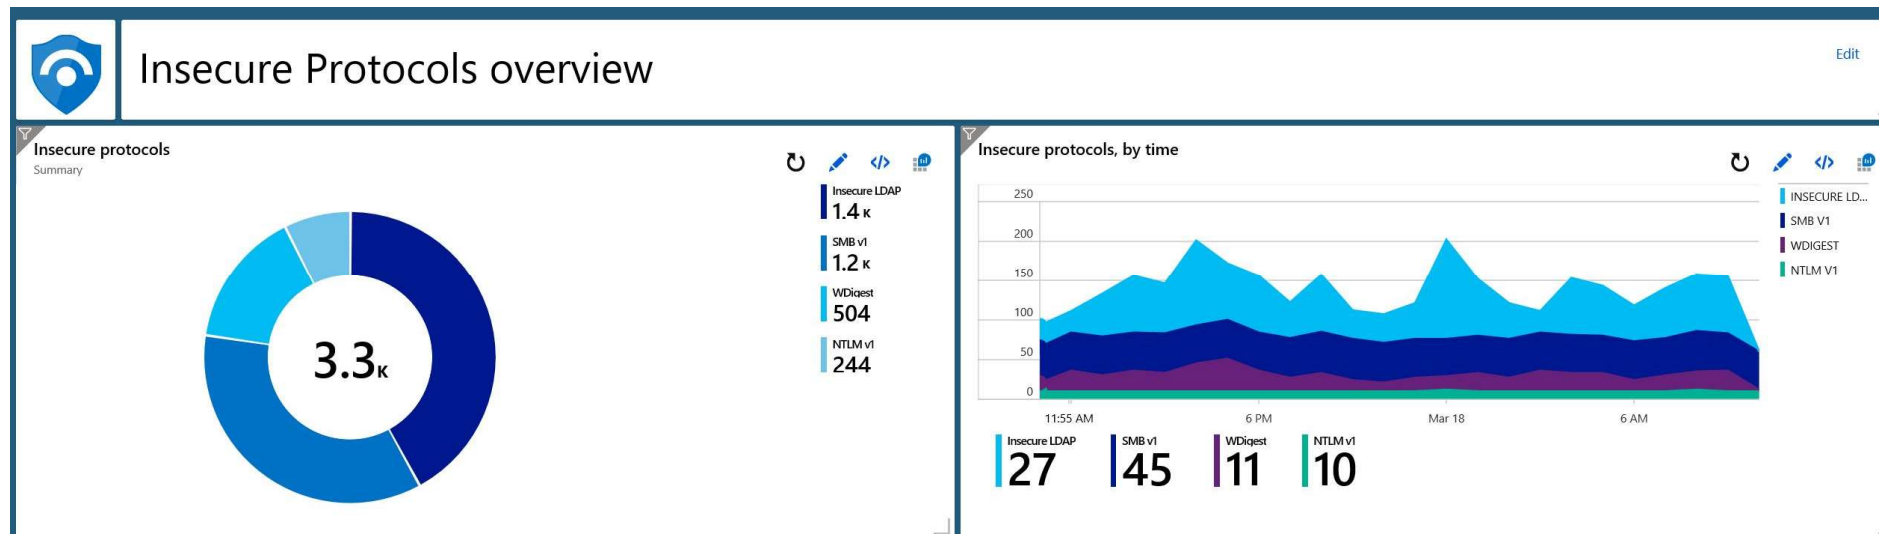 Insecure Protocols overview
Edit
Insecure protocols
Summary
Insecure LDAP
1.4 K
SMB v1
1.2 K
WDigest
504
NTLM v1
244
3.3K
Insecure protocols, by time
250
200
150
100
50
0
11:55 AM 6 PM Mar 18 6 AM
INSECURE LD...
SMB V1
WDIGEST
NTLM V1
Insecure LDAP
27
SMB v1
45
WDigest
11
NTLM v1
10